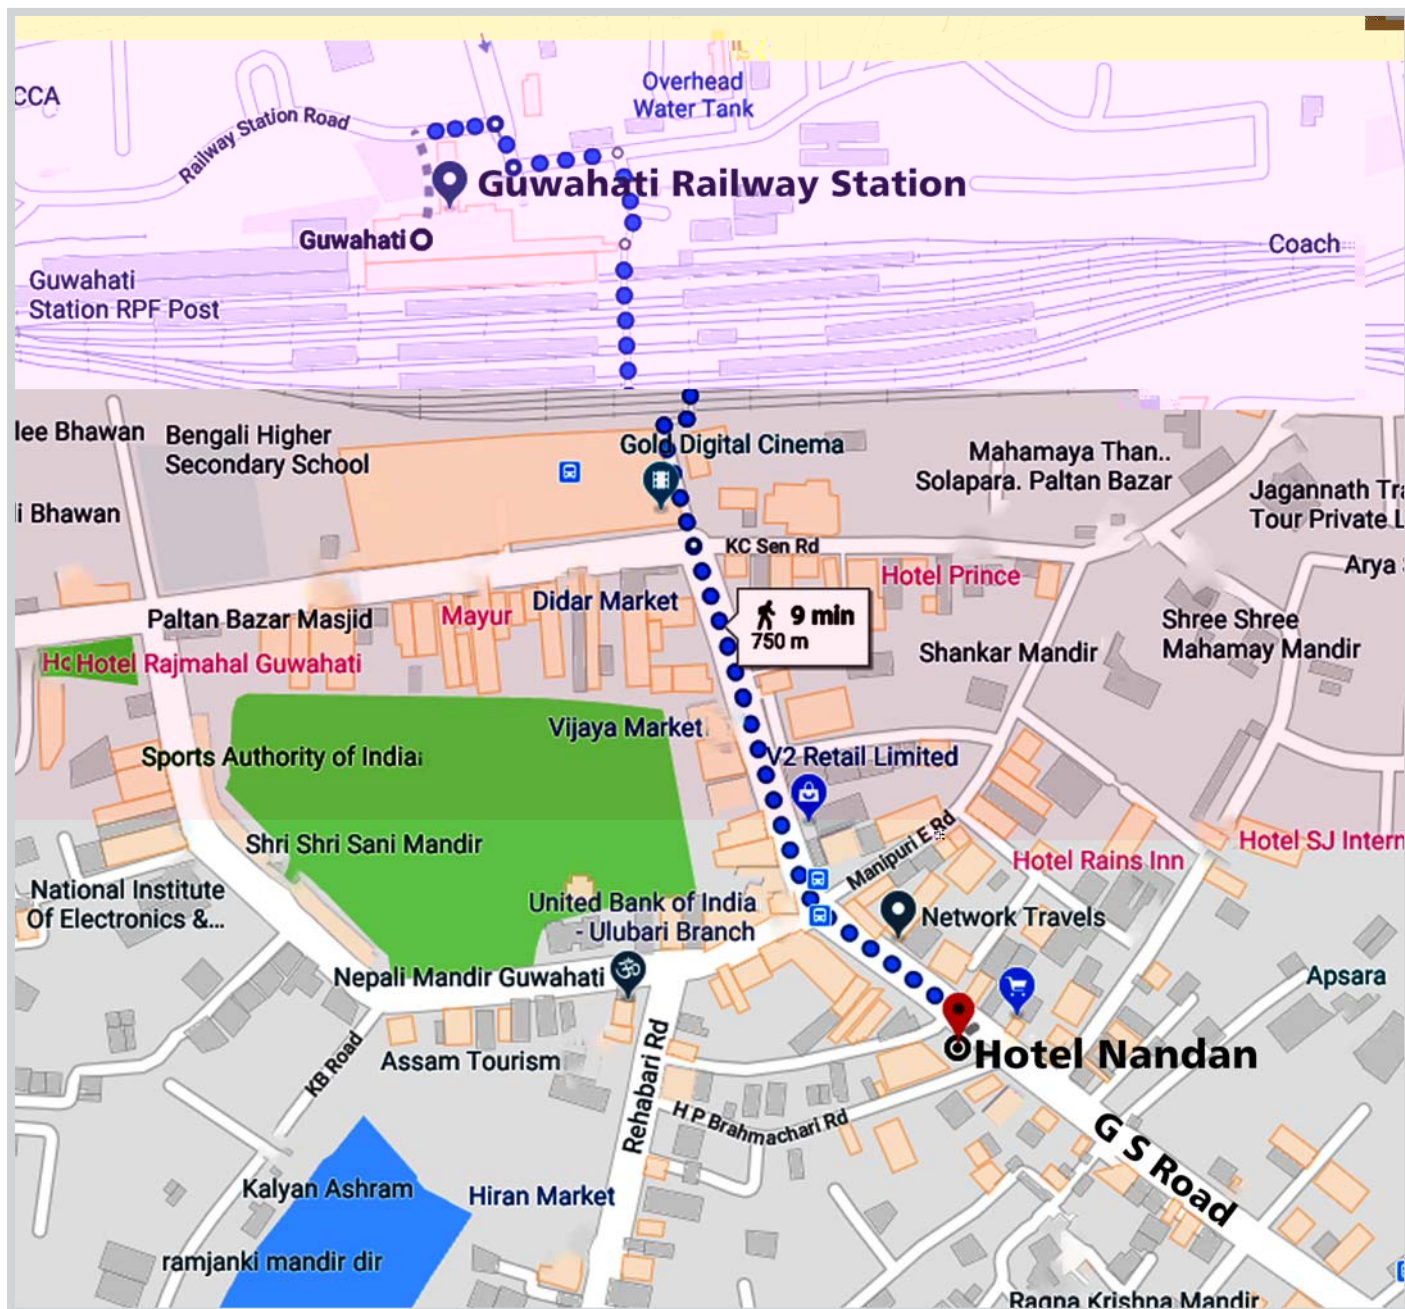 Overhead
Water Tank
CCA
Railway Station Road
Guwahati Railway Station
Guwahati
Coach
Guwahati
Station RPF Post
lee Bhawan
Bengali Higher
Secondary School
Gold Digital Cinema
Mahamaya Than..
Solapara. Paltan Bazar
Jagannath Tra
Tour Private L
li Bhawan
KC Sen Rd
Arya
Hotel Prince
Didar Market
Mayur
Paltan Bazar Masjid
9 min
750 m
Shree Shree
Mahamay Mandir
Shankar Mandir
Hc Hotel Rajmahal Guwahati
Vijaya Market
Sports Authority of India
V2 Retail Limited
Manipuri E Rd
Shri Shri Sani Mandir
Hotel SJ Intern
Hotel Rains Inn
National Institute
Of Electronics &...
United Bank of India
- Ulubari Branch
Network Travels
Nepali Mandir Guwahati
Apsara
Assam Tourism
Hotel Nandan
KB Road
Rehabari Rd
H P Brahmachari Rd
G S Road
Kalyan Ashram
Hiran Market
ramjanki mandir dir
Ragna Krishna Mandir